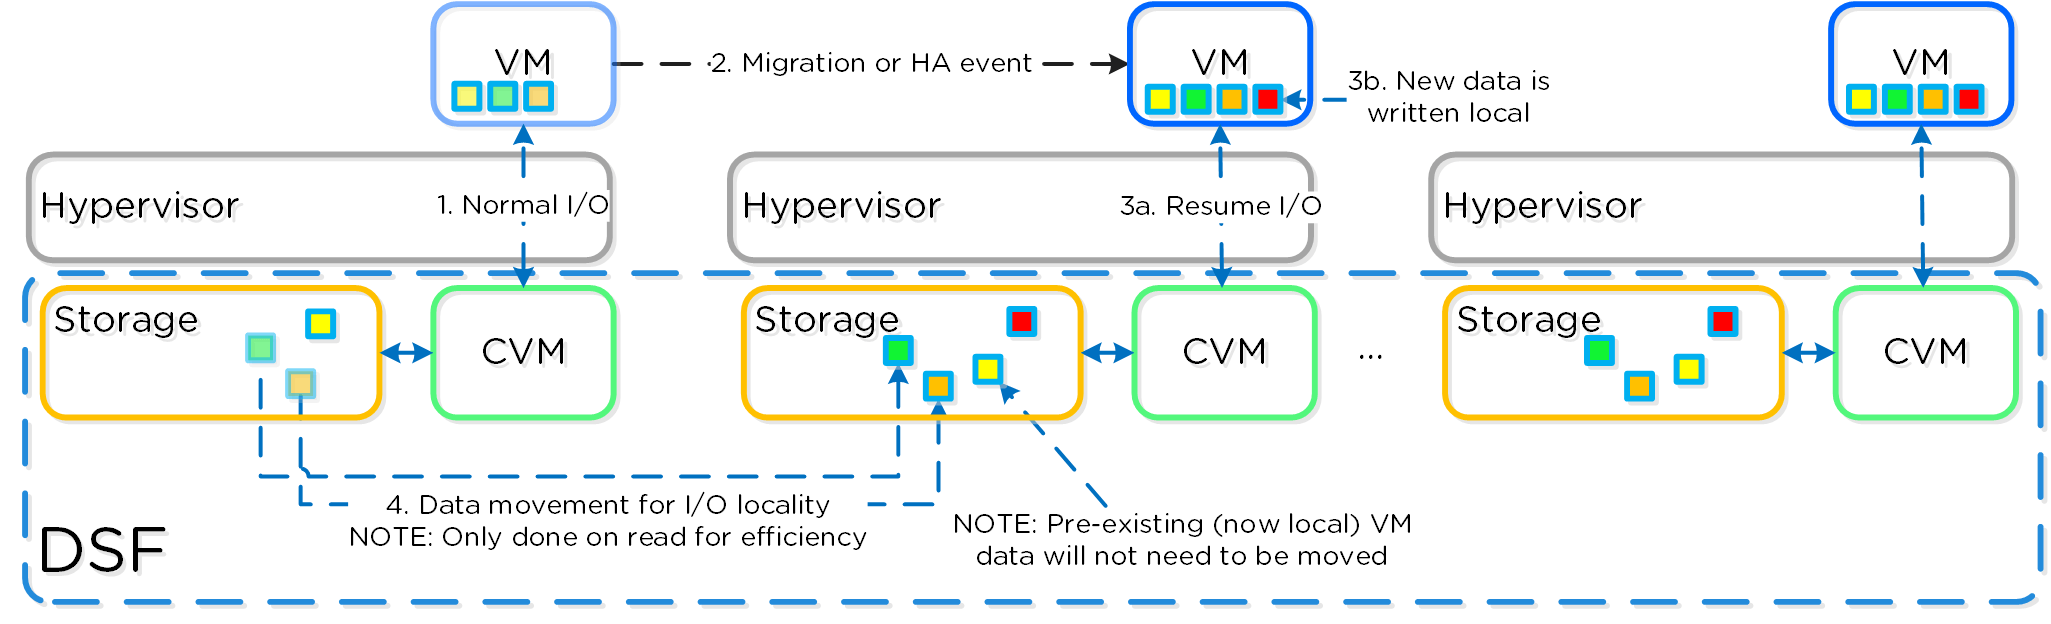 VM
2. Migration or HA event
VM
3b. New data is
written local
VM
Hypervisor
1. Normal I/O
Hypervisor
3a. Resume I/O
Hypervisor
Storage
CVM
Storage
CVM
...
Storage
CVM
4. Data movement for I/O locality
NOTE: Only done on read for efficiency
NOTE: Pre-existing (now local) VM
data will not need to be moved
DSF